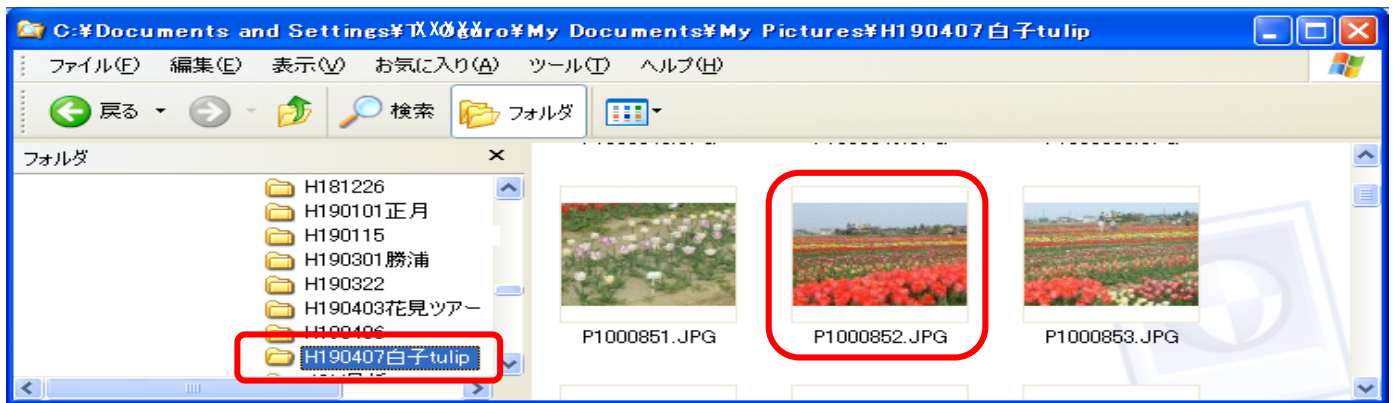 C:¥Documents and Settings¥ ¥My Documents¥My Pictures¥H190407白子tulip
ファイル(F) 編集(E) 表示(V) お気に入り(A) ツール(T) ヘルプ(H)
戻る 検索 フォルダ
フォルダ
H181226
H190101正月
H190115
H190301勝浦
H190322
H190403花見ツアー
H190407白子tulip
P1000851.JPG P1000852.JPG P1000853.JPG